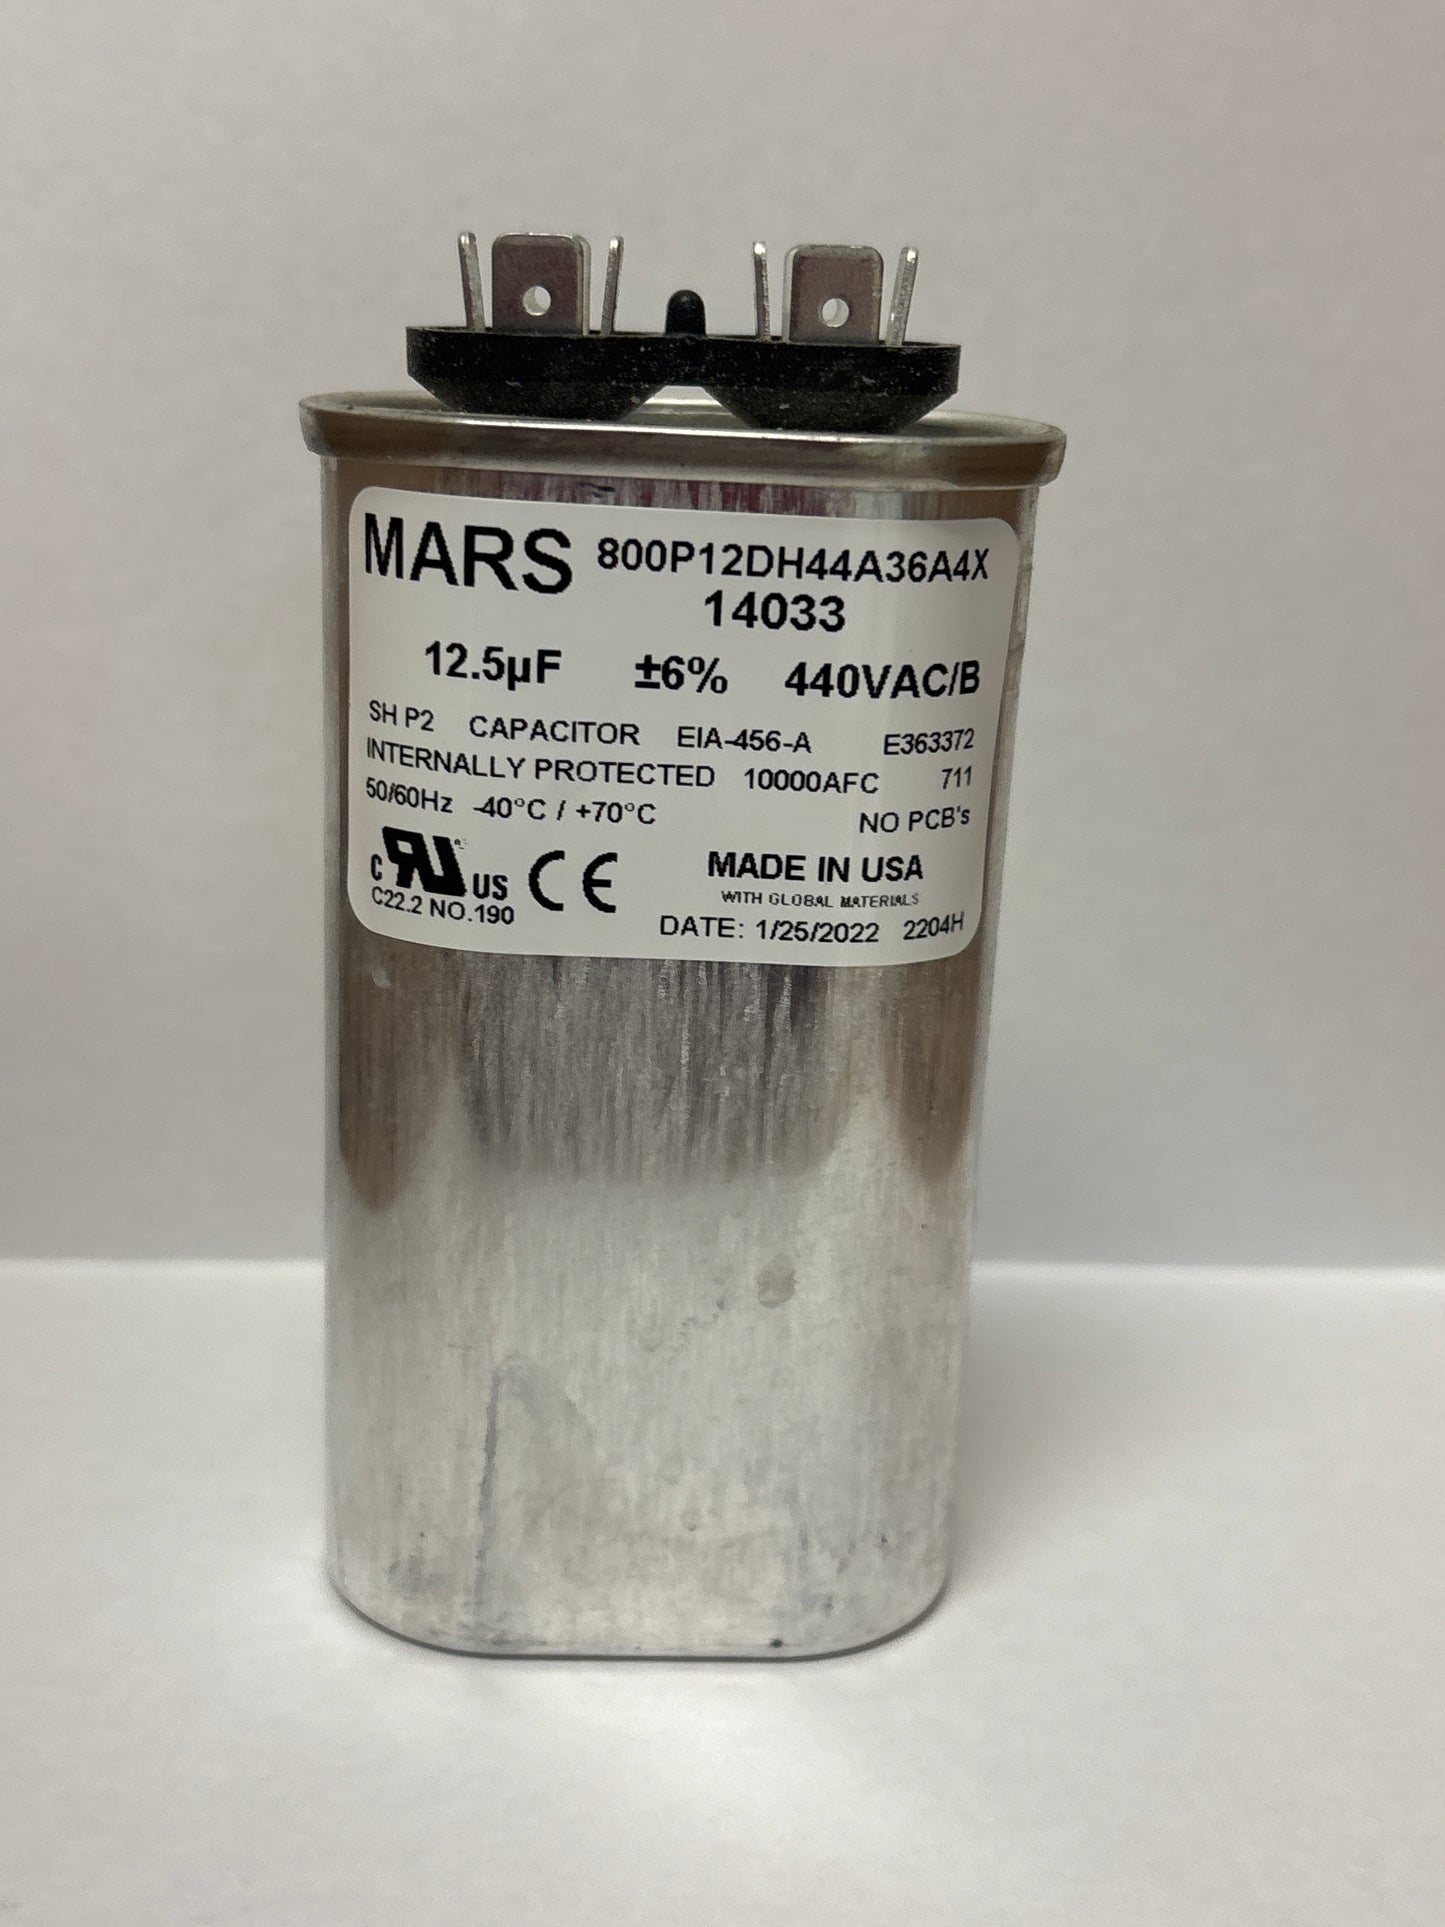 MARS 800P12DH44A36A4X
14033
12.5µF ±6% 440VAC/B
SH P2 CAPACITOR EIA-456-A E363372
INTERNALLY PROTECTED 10000AFC 711
50/60Hz -40°C / +70°C NO PCB's
C RU US CE MADE IN USA
WITH GLOBAL MATERIALS
C22.2 NO.190 DATE: 1/25/2022 2204H